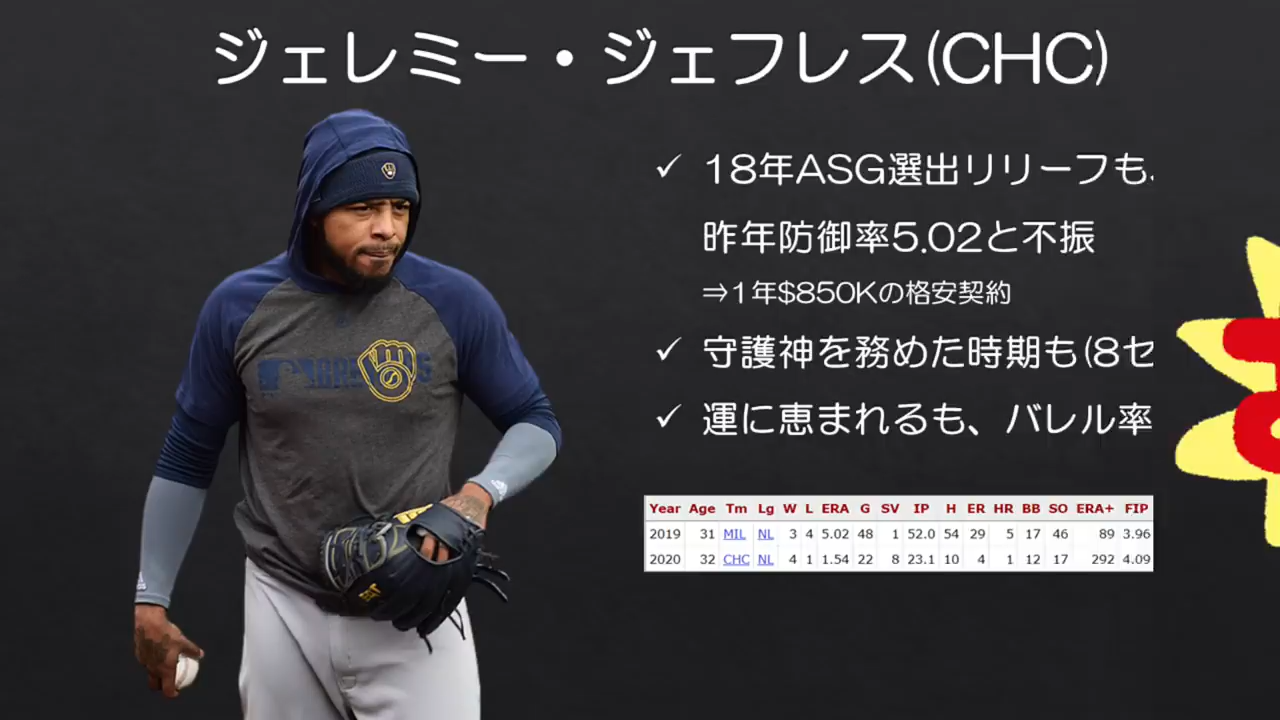 ジェレミー・ジェフレス(CHC)
✓ 18年ASG選出リリーフも、
昨年防御率5.02と不振
⇒1年$850Kの格安契約
✓ 守護神を務めた時期も(8セ
✓ 運に恵まれるも、バレル率
Year Age Tm Lg W L ERA G SV IP H ER HR BB SO ERA+ FIP
2019 31 MIL NL 3 4 5.02 48 1 52.0 54 29 5 17 46 89 3.96
2020 32 CHC NL 4 1 1.54 22 8 23.1 10 4 1 12 17 292 4.09